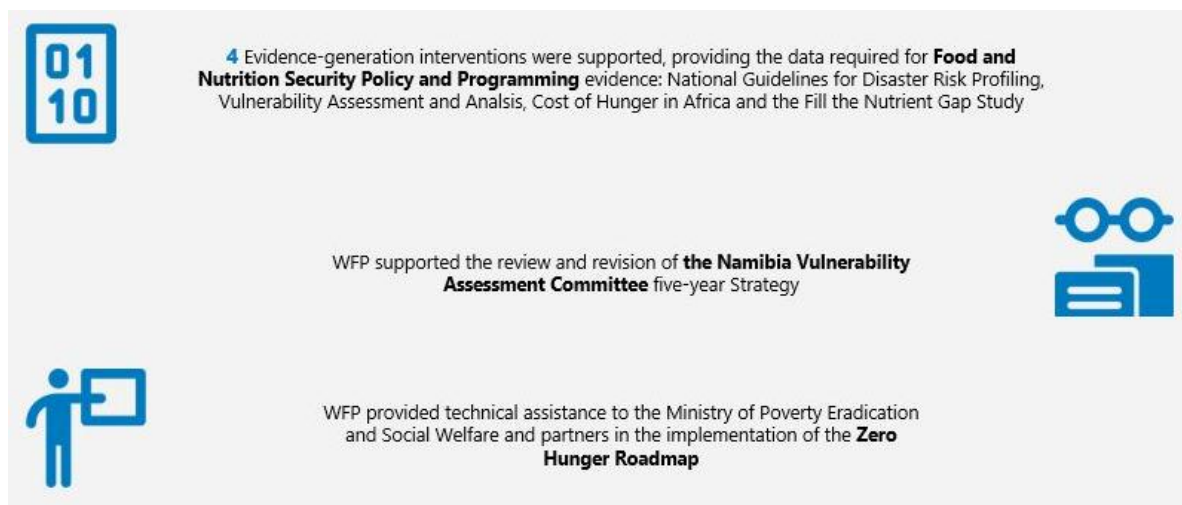 01
10
4 Evidence-generation interventions were supported, providing the data required for Food and
Nutrition Security Policy and Programming evidence: National Guidelines for Disaster Risk Profiling,
Vulnerability Assessment and Analsis, Cost of Hunger in Africa and the Fill the Nutrient Gap Study
WFP supported the review and revision of the Namibia Vulnerability
Assessment Committee five-year Strategy
WFP provided technical assistance to the Ministry of Poverty Eradication
and Social Welfare and partners in the implementation of the Zero
Hunger Roadmap